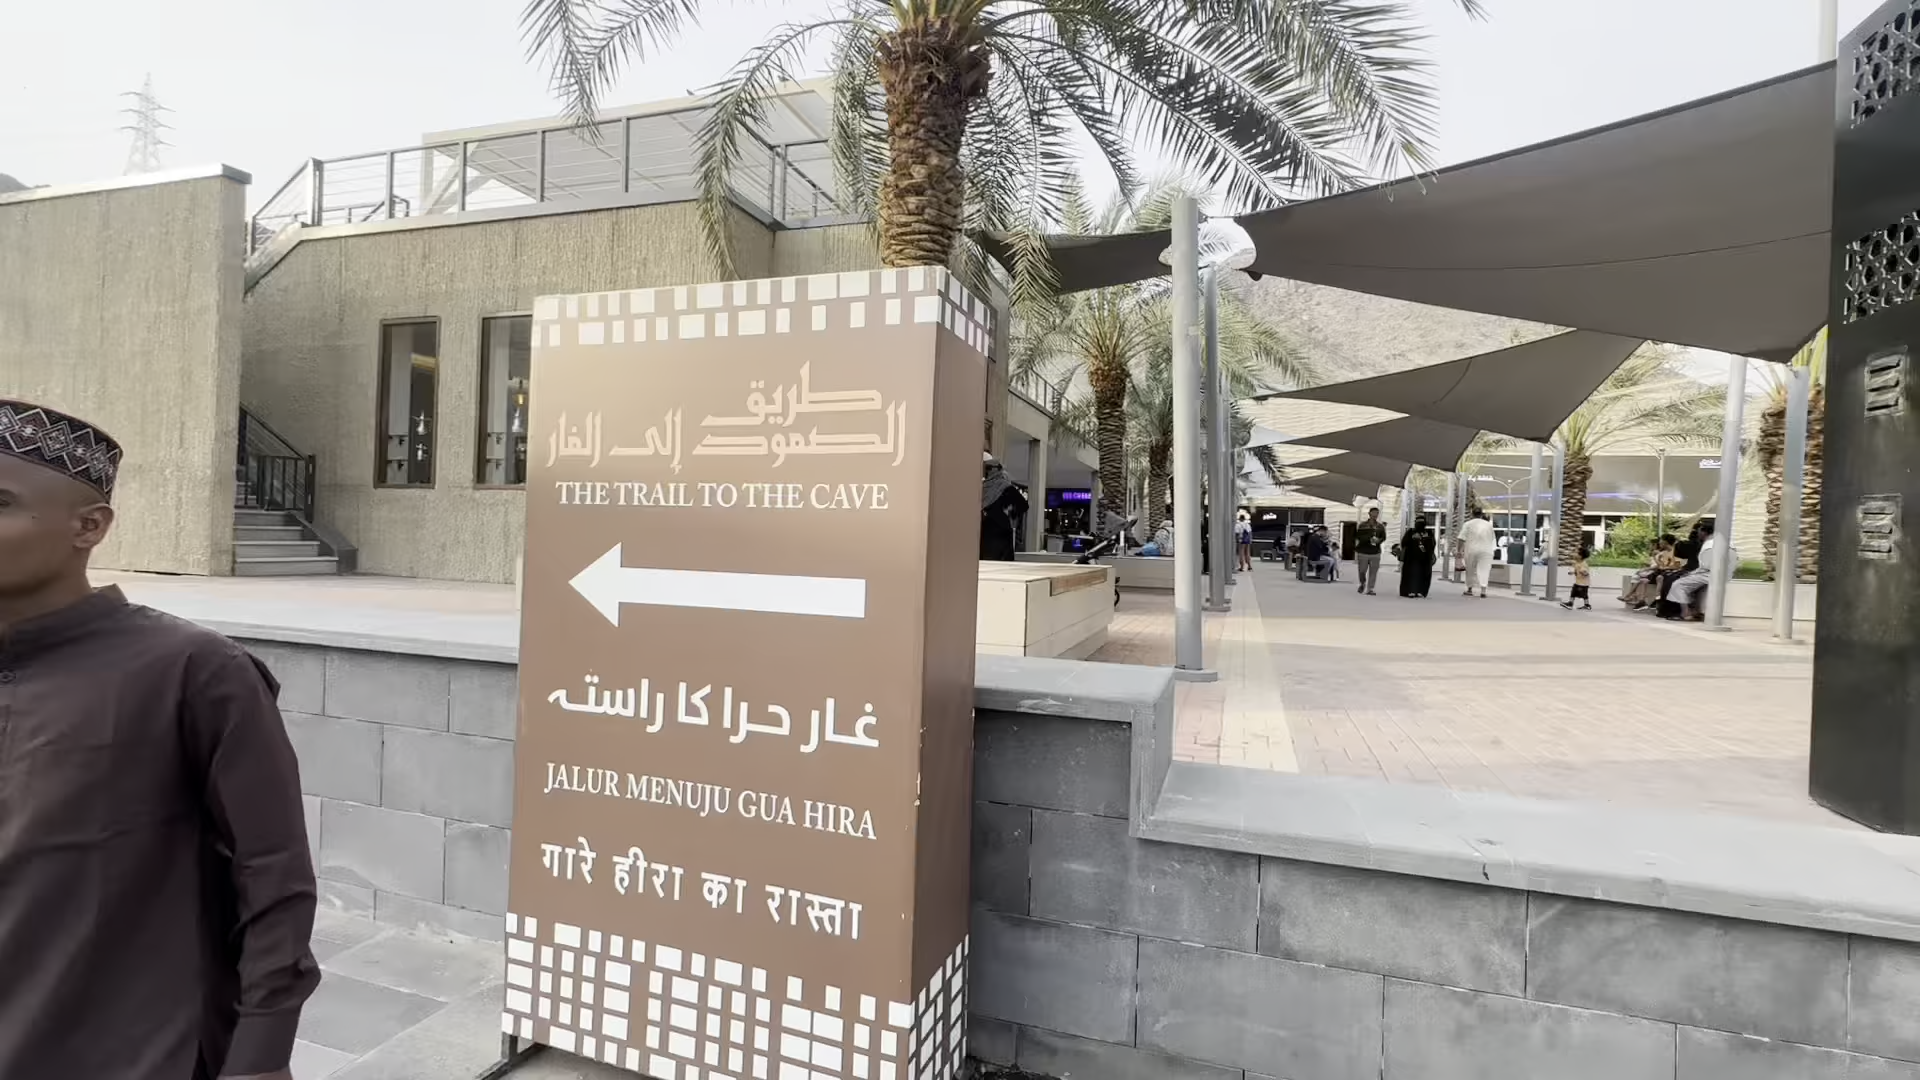 طريق
الصعود إلى الغار
THE TRAIL TO THE CAVE
غار حرا کا راستہ
JALUR MENUJU GUA HIRA
गारे हीरा का रास्ता